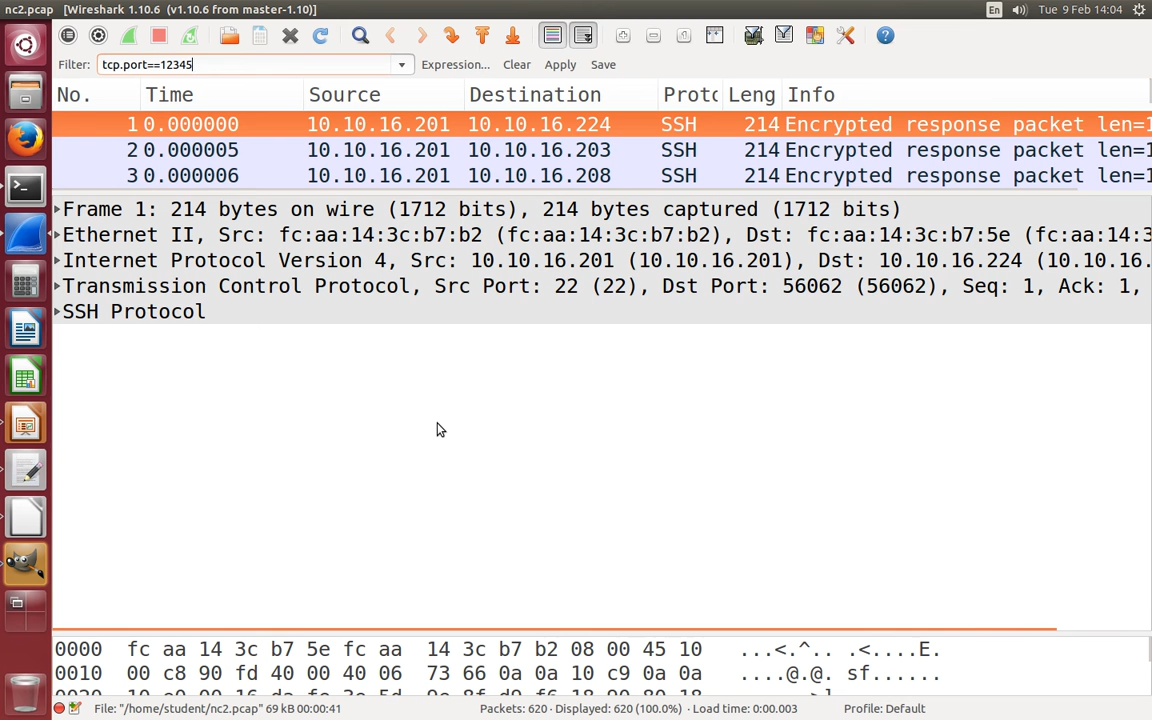 nc2.pcap [Wireshark 1.10.6 (v1.10.6 from master-1.10)]
En
Tue 9 Feb 14:04
Filter: tcp.port==12345 Expression... Clear Apply Save
No. Time Source Destination Protc Leng Info
1 0.000000 10.10.16.201 10.10.16.224 SSH 214 Encrypted response packet len=1
2 0.000005 10.10.16.201 10.10.16.203 SSH 214 Encrypted response packet len=1
3 0.000006 10.10.16.201 10.10.16.208 SSH 214 Encrypted response packet len=1
Frame 1: 214 bytes on wire (1712 bits), 214 bytes captured (1712 bits)
Ethernet II, Src: fc:aa:14:3c:b7:b2 (fc:aa:14:3c:b7:b2), Dst: fc:aa:14:3c:b7:5e (fc:aa:14:3
Internet Protocol Version 4, Src: 10.10.16.201 (10.10.16.201), Dst: 10.10.16.224 (10.10.16.
Transmission Control Protocol, Src Port: 22 (22), Dst Port: 56062 (56062), Seq: 1, Ack: 1,
SSH Protocol
0000 fc aa 14 3c b7 5e fc aa 14 3c b7 b2 08 00 45 10 ...<.^.. .<....E.
0010 00 c8 90 fd 40 00 40 06 73 66 0a 0a 10 c9 0a 0a ....@.@. sf......
File: "/home/student/nc2.pcap" 69 kB 00:00:41
Packets: 620 · Displayed: 620 (100.0%) · Load time: 0:00.003
Profile: Default